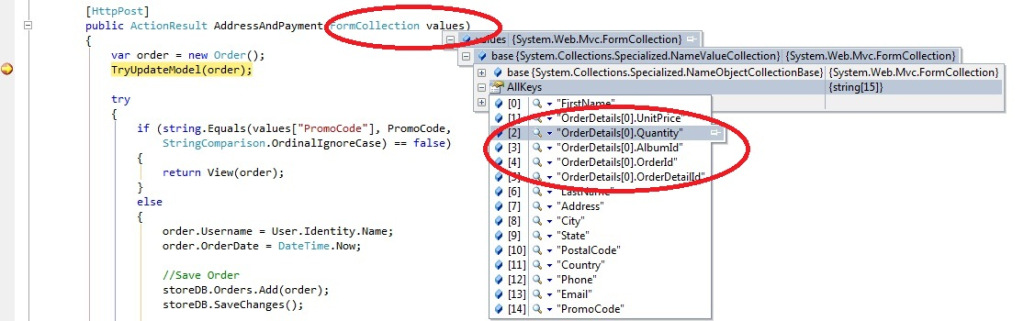 [HttpPost]
public ActionResult AddressAndPayment(FormCollection values)
{
values {System.Web.Mvc.FormCollection}
var order = new Order();
base {System.Collections.Specialized.NameValueCollection} {System.Web.Mvc.FormCollection}
TryUpdateModel(order);
base {System.Collections.Specialized.NameObjectCollectionBase} {System.Web.Mvc.FormCollection}
AllKeys {string[15]}
try
{
[0] "FirstName"
[1] "OrderDetails[0].UnitPrice
if (string.Equals(values["PromoCode"], PromoCode,
[2] "OrderDetails[0].Quantity"
StringComparison.OrdinalIgnoreCase) == false)
[3] "OrderDetails[0].AlbumId"
{
[4] "OrderDetails[0].OrderId"
return View(order);
[5] "OrderDetails[0].OrderDetailId"
}
[6] "LastName"
else
[7] "Address"
{
[8] "City"
order.Username = User.Identity.Name;
[9] "State"
order.OrderDate = DateTime.Now;
[10] "PostalCode"
[11] "Country"
//Save Order
[12] "Phone"
storeDB.Orders.Add(order);
[13] "Email"
storeDB.SaveChanges();
[14] "PromoCode"